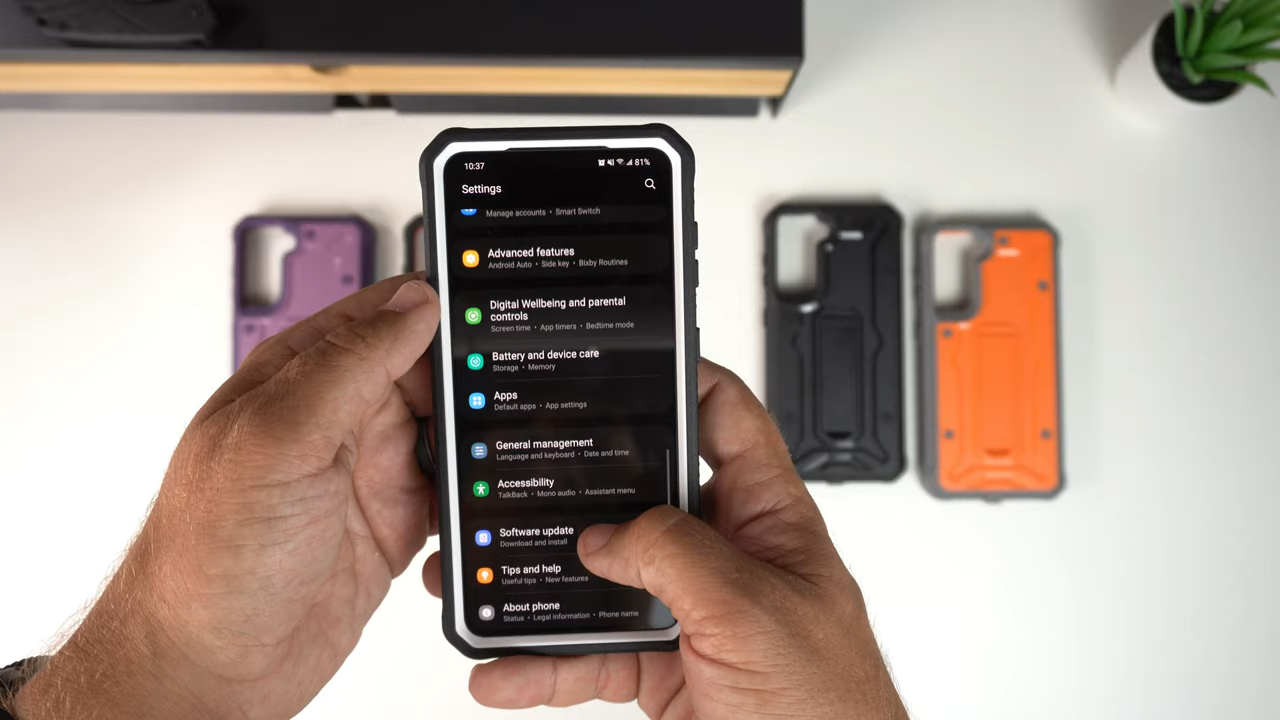 10:37
81%
Settings
Manage accounts • Smart Switch
Advanced features
Android Auto • Side key • Bixby Routines
Digital Wellbeing and parental
controls
Screen time • App timers • Bedtime mode
Battery and device care
Storage • Memory
Apps
Default apps • App settings
General management
Language and keyboard • Date and time
Accessibility
TalkBack • Mono audio • Assistant menu
Software update
Download and install
Tips and help
Useful tips • New features
About phone
Status • Legal information • Phone name